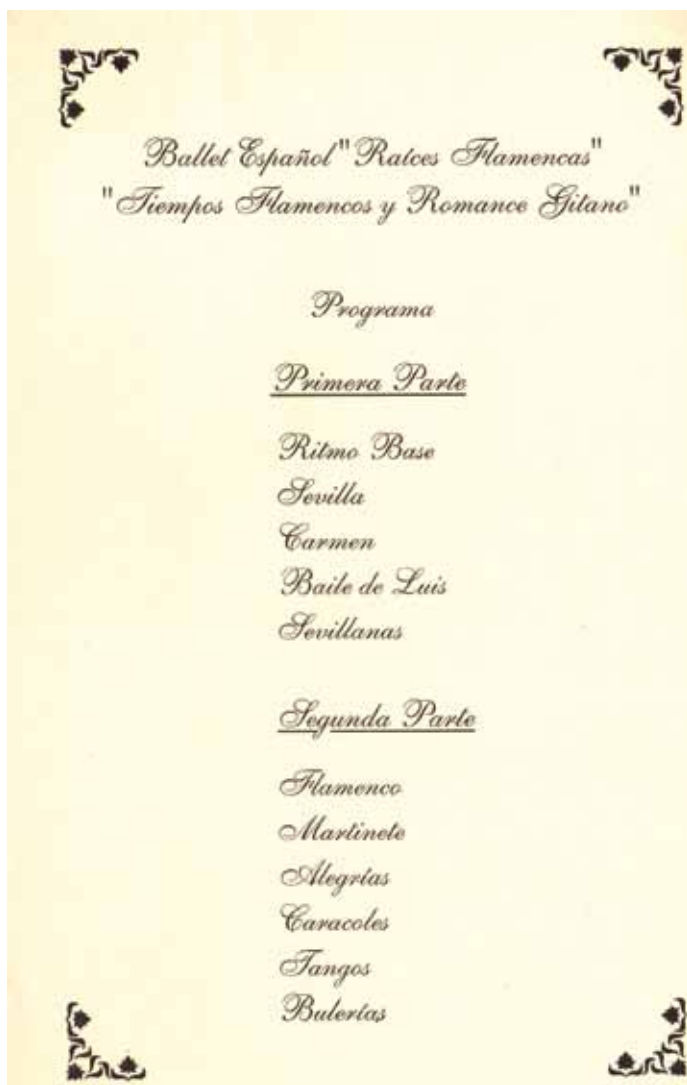 Ballet Español "Raíces Flamencas"
"Tiempos Flamencos y Romance Gitano"
Programa
Primera Parte
Ritmo Base
Sevilla
Carmen
Baile de Luis
Sevillanas
Segunda Parte
Flamenco
Martinete
Alegrías
Caracoles
Tangos
Bulerías